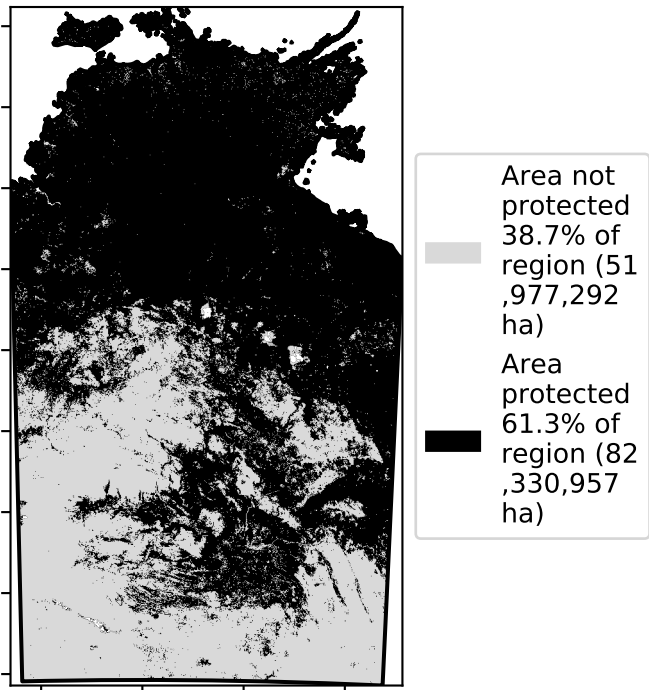 Area not
protected
38.7% of
region (51
,977,292
ha)
Area
protected
61.3% of
region (82
,330,957
ha)